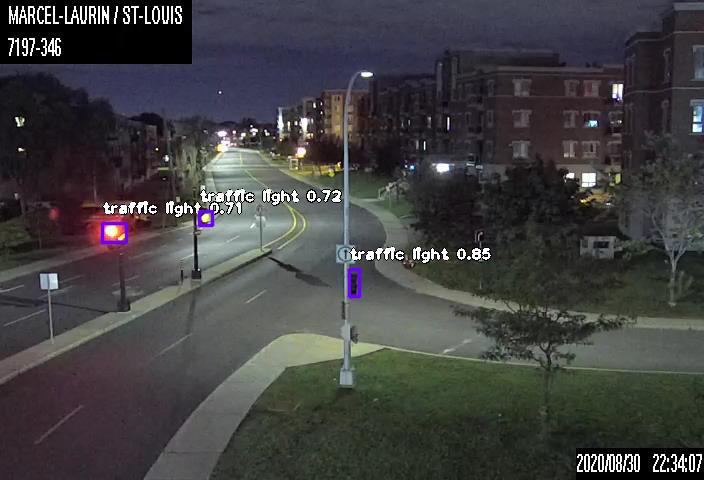 MARCEL-LAURIN / ST-LOUIS
7197-346
traffic light 0.72
traffic light 0.71
traffic light 0.85
2020/08/30 22:34:07